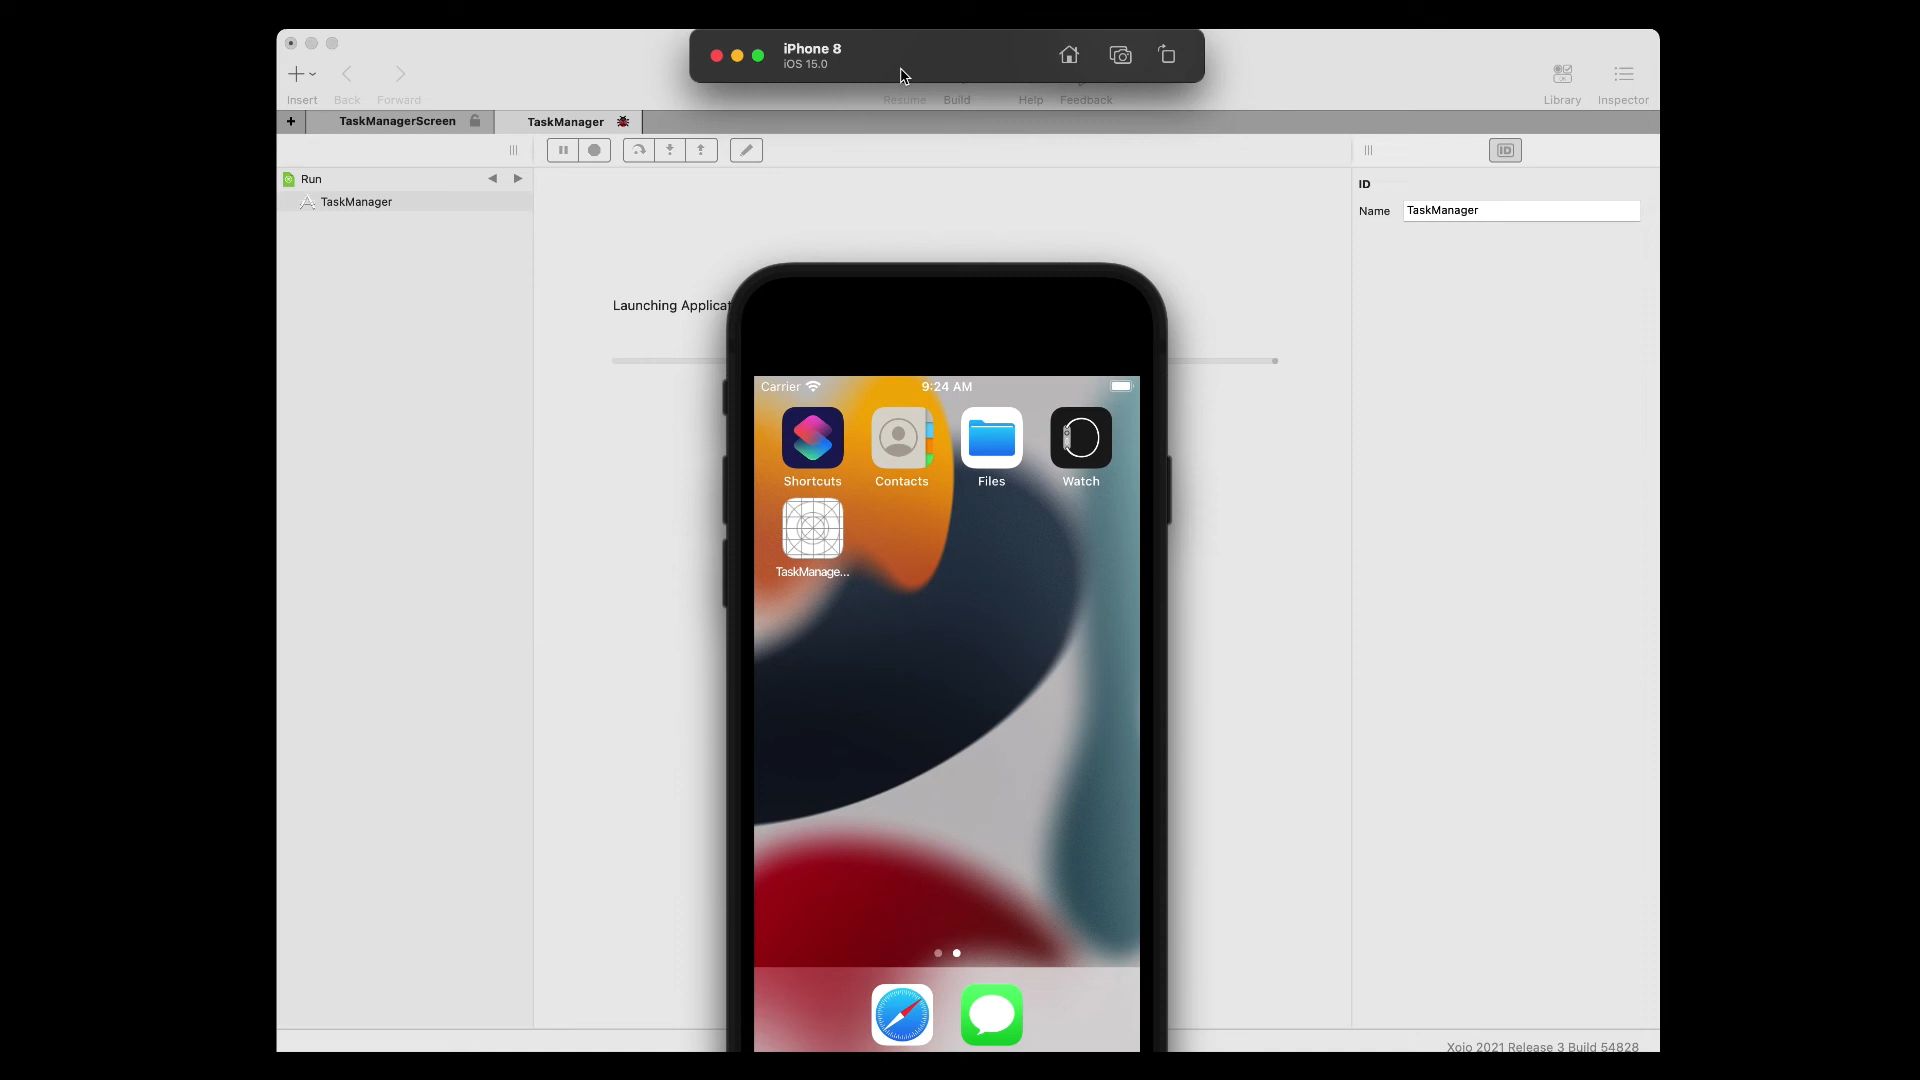 iPhone 8
iOS 15.0
Insert
Back
Forward
Resume
Build
Help
Feedback
Library
Inspector
+
TaskManagerScreen
TaskManager
Run
TaskManager
ID
ID
Name
TaskManager
Launching Applicat
Carrier
9:24 AM
Shortcuts
Contacts
Files
Watch
TaskManage...
Xojo 2021 Release 3 Build 54828